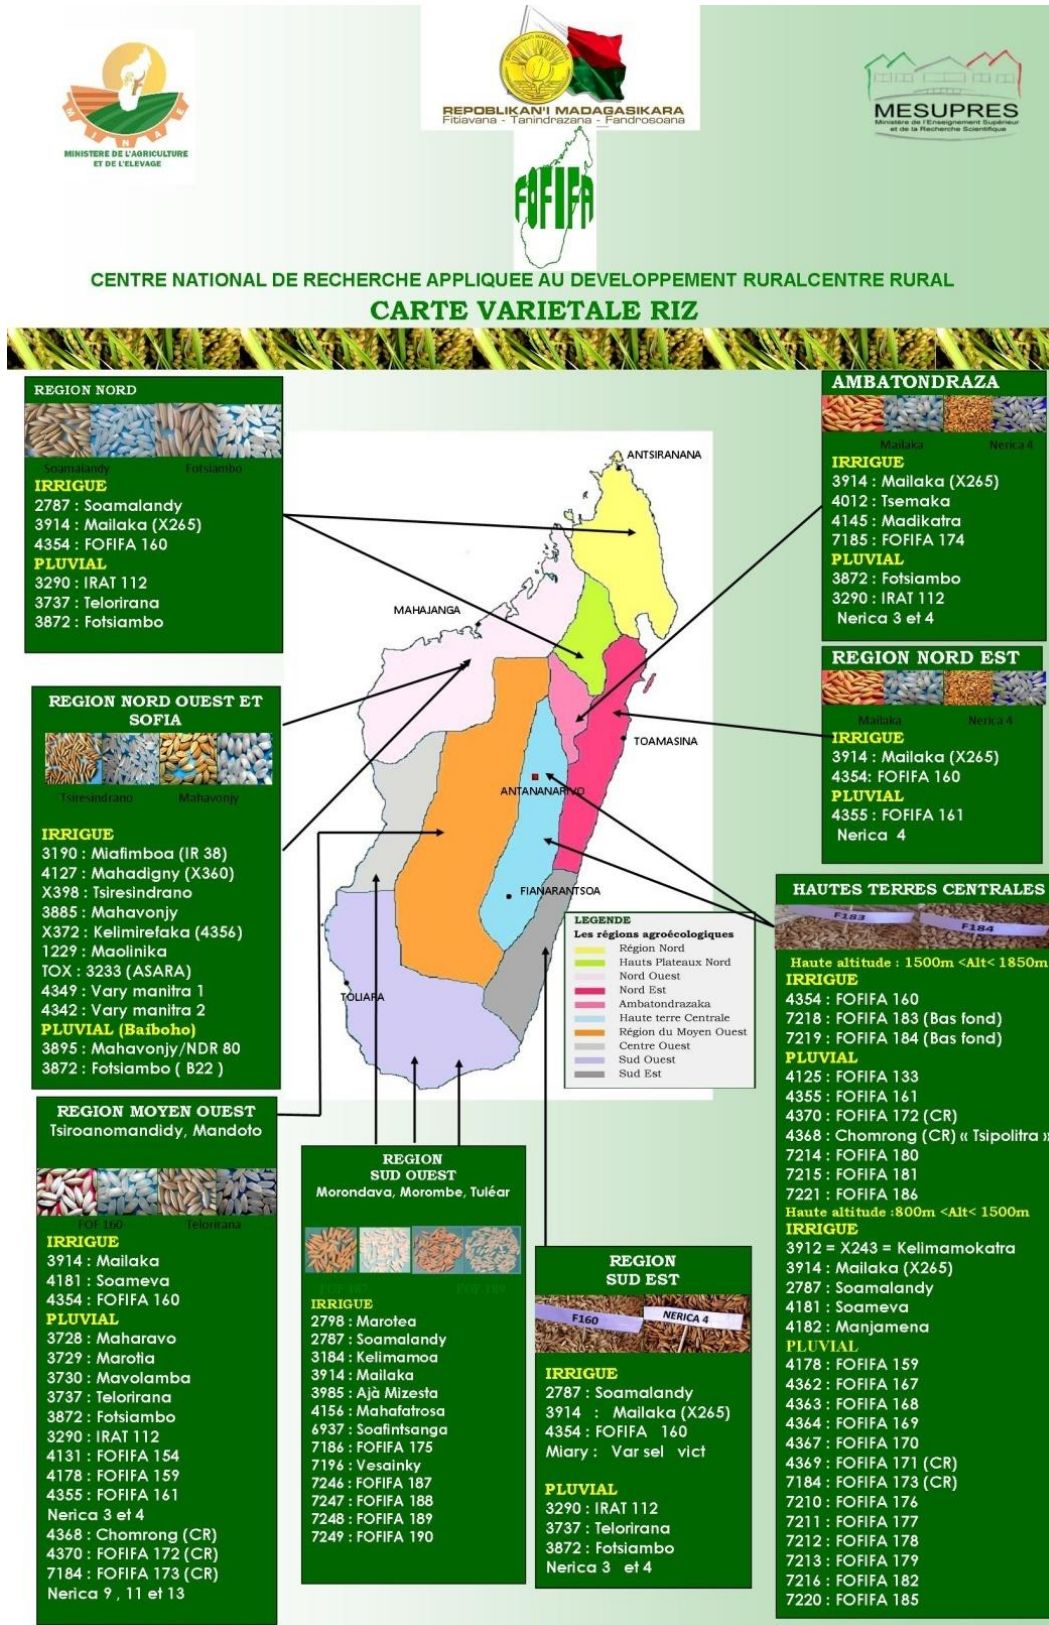 MINAE
MINISTERE DE L'AGRICULTURE
ET DE L'ELEVAGE
REPOBLIKAN'I MADAGASIKARA
Fitiavana - Tanindrazana - Fandrosoana
MESUPRES
Ministère de l'Enseignement Supérieur
et de la Recherche Scientifique
FOFIFA
CENTRE NATIONAL DE RECHERCHE APPLIQUEE AU DEVELOPPEMENT RURALCENTRE RURAL
CARTE VARIETALE RIZ
REGION NORD
Soamalandy Fotsiambo
IRRIGUE
2787 : Soamalandy
3914 : Mailaka (X265)
4354 : FOFIFA 160
PLUVIAL
3290 : IRAT 112
3737 : Telorirana
3872 : Fotsiambo
REGION NORD OUEST ET
SOFIA
Tsiresindrano Mahavonjy
IRRIGUE
3190 : Miafimboa (IR 38)
4127 : Mahadigny (X360)
X398 : Tsiresindrano
3885 : Mahavonjy
X372 : Kelimirefaka (4356)
1229 : Maolinika
TOX : 3233 (ASARA)
4349 : Vary manitra 1
4342 : Vary manitra 2
PLUVIAL (Baiboho)
3895 : Mahavonjy/NDR 80
3872 : Fotsiambo ( B22 )
REGION MOYEN OUEST
Tsiroanomandidy, Mandoto
FOF 160 Telorirana
IRRIGUE
3914 : Mailaka
4181 : Soameva
4354 : FOFIFA 160
PLUVIAL
3728 : Maharavo
3729 : Marotia
3730 : Mavolamba
3737 : Telorirana
3872 : Fotsiambo
3290 : IRAT 112
4131 : FOFIFA 154
4178 : FOFIFA 159
4355 : FOFIFA 161
Nerica 3 et 4
4368 : Chomrong (CR)
4370 : FOFIFA 172 (CR)
7184 : FOFIFA 173 (CR)
Nerica 9 , 11 et 13
ANTSIRANANA
MAHAJANGA
TOAMASINA
ANTANANARIVO
FIANARANTSOA
TOLIARA
LEGENDE
Les régions agroécologiques
Région Nord
Hauts Plateaux Nord
Nord Ouest
Nord Est
Ambatondrazaka
Haute terre Centrale
Région du Moyen Ouest
Centre Ouest
Sud Ouest
Sud Est
REGION
SUD OUEST
Morondava, Morombe, Tuléar
IRRIGUE
2798 : Marotea
2787 : Soamalandy
3184 : Kelimamoa
3914 : Mailaka
3985 : Ajà Mizesta
4156 : Mahafatrosa
6937 : Soafintsanga
7186 : FOFIFA 175
7196 : Vesainky
7246 : FOFIFA 187
7247 : FOFIFA 188
7248 : FOFIFA 189
7249 : FOFIFA 190
REGION
SUD EST
F160 NERICA 4
IRRIGUE
2787 : Soamalandy
3914 : Mailaka (X265)
4354 : FOFIFA 160
Miary : Var sel vict
PLUVIAL
3290 : IRAT 112
3737 : Telorirana
3872 : Fotsiambo
Nerica 3 et 4
AMBATONDRAZA
Mailaka Nerica 4
IRRIGUE
3914 : Mailaka (X265)
4012 : Tsemaka
4145 : Madikatra
7185 : FOFIFA 174
PLUVIAL
3872 : Fotsiambo
3290 : IRAT 112
Nerica 3 et 4
REGION NORD EST
Mailaka Nerica 4
IRRIGUE
3914 : Mailaka (X265)
4354: FOFIFA 160
PLUVIAL
4355 : FOFIFA 161
Nerica 4
HAUTES TERRES CENTRALES
F183 F184
Haute altitude : 1500m <Alt< 1850m
IRRIGUE
4354 : FOFIFA 160
7218 : FOFIFA 183 (Bas fond)
7219 : FOFIFA 184 (Bas fond)
PLUVIAL
4125 : FOFIFA 133
4355 : FOFIFA 161
4370 : FOFIFA 172 (CR)
4368 : Chomrong (CR) « Tsipolitra »
7214 : FOFIFA 180
7215 : FOFIFA 181
7221 : FOFIFA 186
Haute altitude :800m <Alt< 1500m
IRRIGUE
3912 = X243 = Kelimamokatra
3914 : Mailaka (X265)
2787 : Soamalandy
4181 : Soameva
4182 : Manjamena
PLUVIAL
4178 : FOFIFA 159
4362 : FOFIFA 167
4363 : FOFIFA 168
4364 : FOFIFA 169
4367 : FOFIFA 170
4369 : FOFIFA 171 (CR)
7184 : FOFIFA 173 (CR)
7210 : FOFIFA 176
7211 : FOFIFA 177
7212 : FOFIFA 178
7213 : FOFIFA 179
7216 : FOFIFA 182
7220 : FOFIFA 185